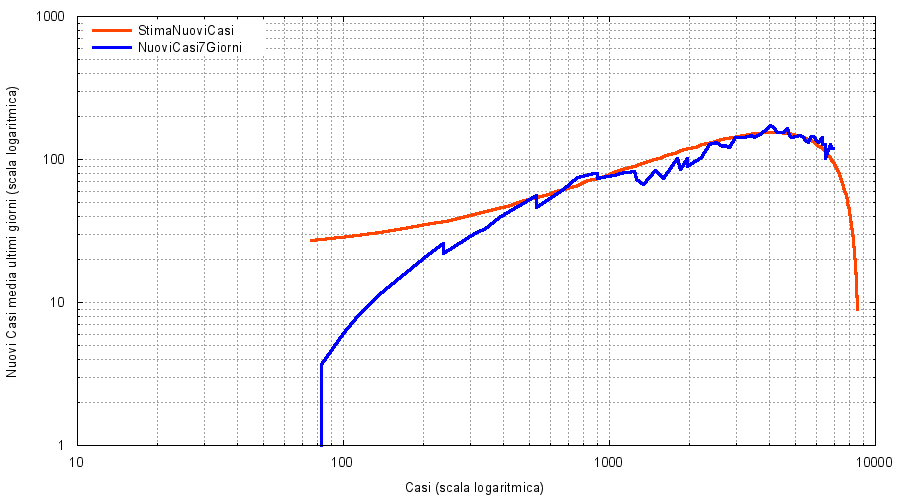 1000
StimaNuoviCasi
NuoviCasi7Giorni
100
10
1
Nuovi Casi media ultimi giorni (scala logaritmica)
10 100 1000 10000
Casi (scala logaritmica)